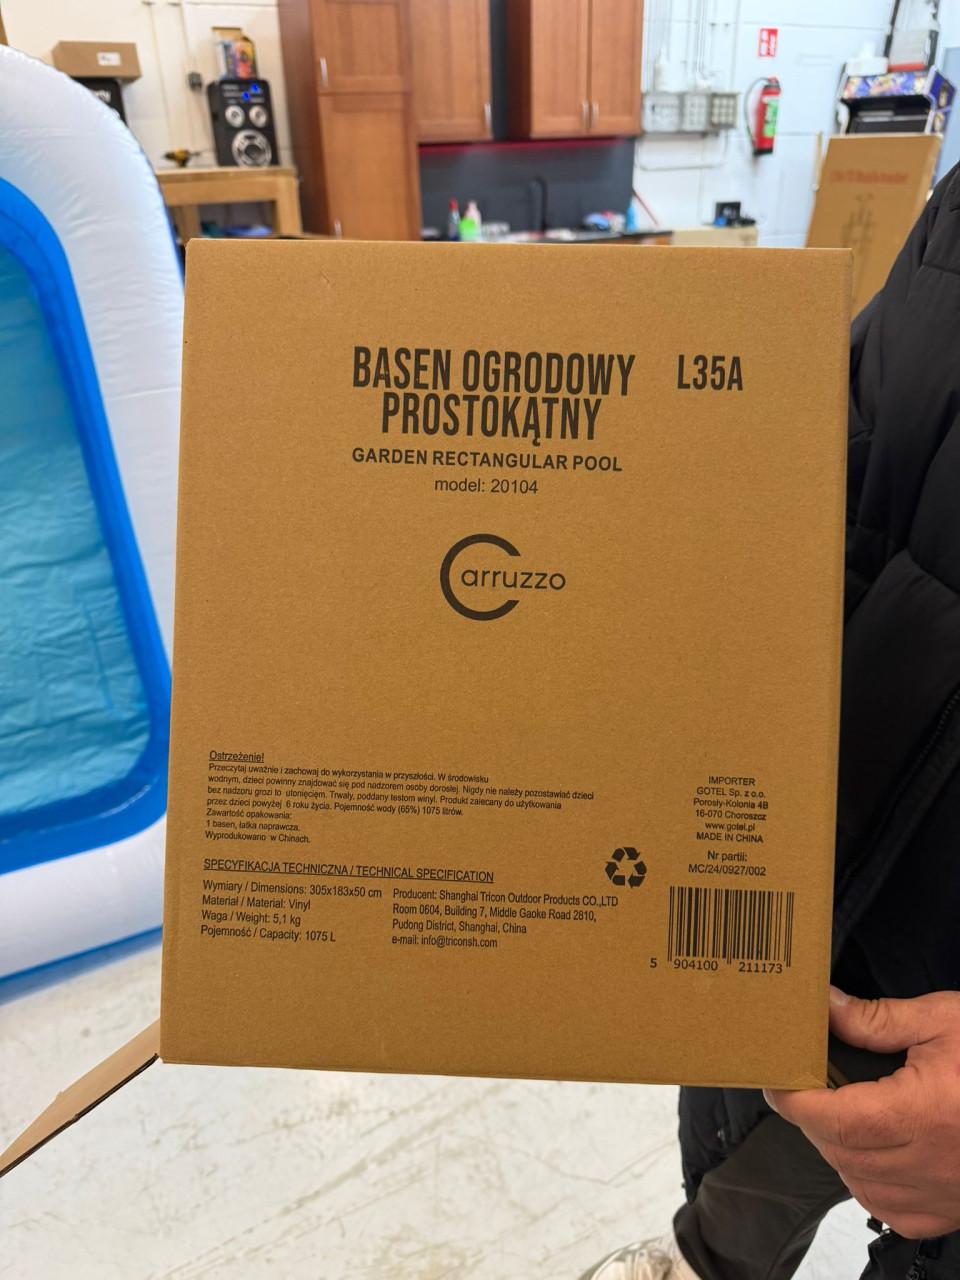 BASEN OGRODOWY
PROSTOKĄTNY
L35A
GARDEN RECTANGULAR POOL
model: 20104
Carruzzo
Ostrzeżenie!
Przeczytaj uważnie i zachowaj do wykorzystania w przyszłości. W środowisku
wodnym, dzieci powinny znajdować się pod nadzorem osoby dorosłej. Nigdy nie należy pozostawiać dzieci
bez nadzoru grozi to utonięciem. Trwały, poddany testom winyl. Produkt zalecany do użytkowania
przez dzieci powyżej 6 roku życia. Pojemność wody (65%) 1075 litrów.
Zawartość opakowania:
1 basen, łatka naprawcza.
Wyprodukowano w Chinach.
SPECYFIKACJA TECHNICZNA / TECHNICAL SPECIFICATION
Wymiary / Dimensions: 305x183x50 cm
Materiał / Material: Vinyl
Waga / Weight: 5,1 kg
Pojemność / Capacity: 1075 L
Producent: Shanghai Tricon Outdoor Products CO.,LTD
Room 0604, Building 7, Middle Gaoke Road 2810,
Pudong District, Shanghai, China
e-mail: info@triconsh.com
IMPORTER
GOTEL Sp. z o.o.
Porosły-Kolonia 4B
16-070 Choroszcz
www.gotel.pl
MADE IN CHINA
Nr partii:
MC/24/0927/002
5 904100 211173